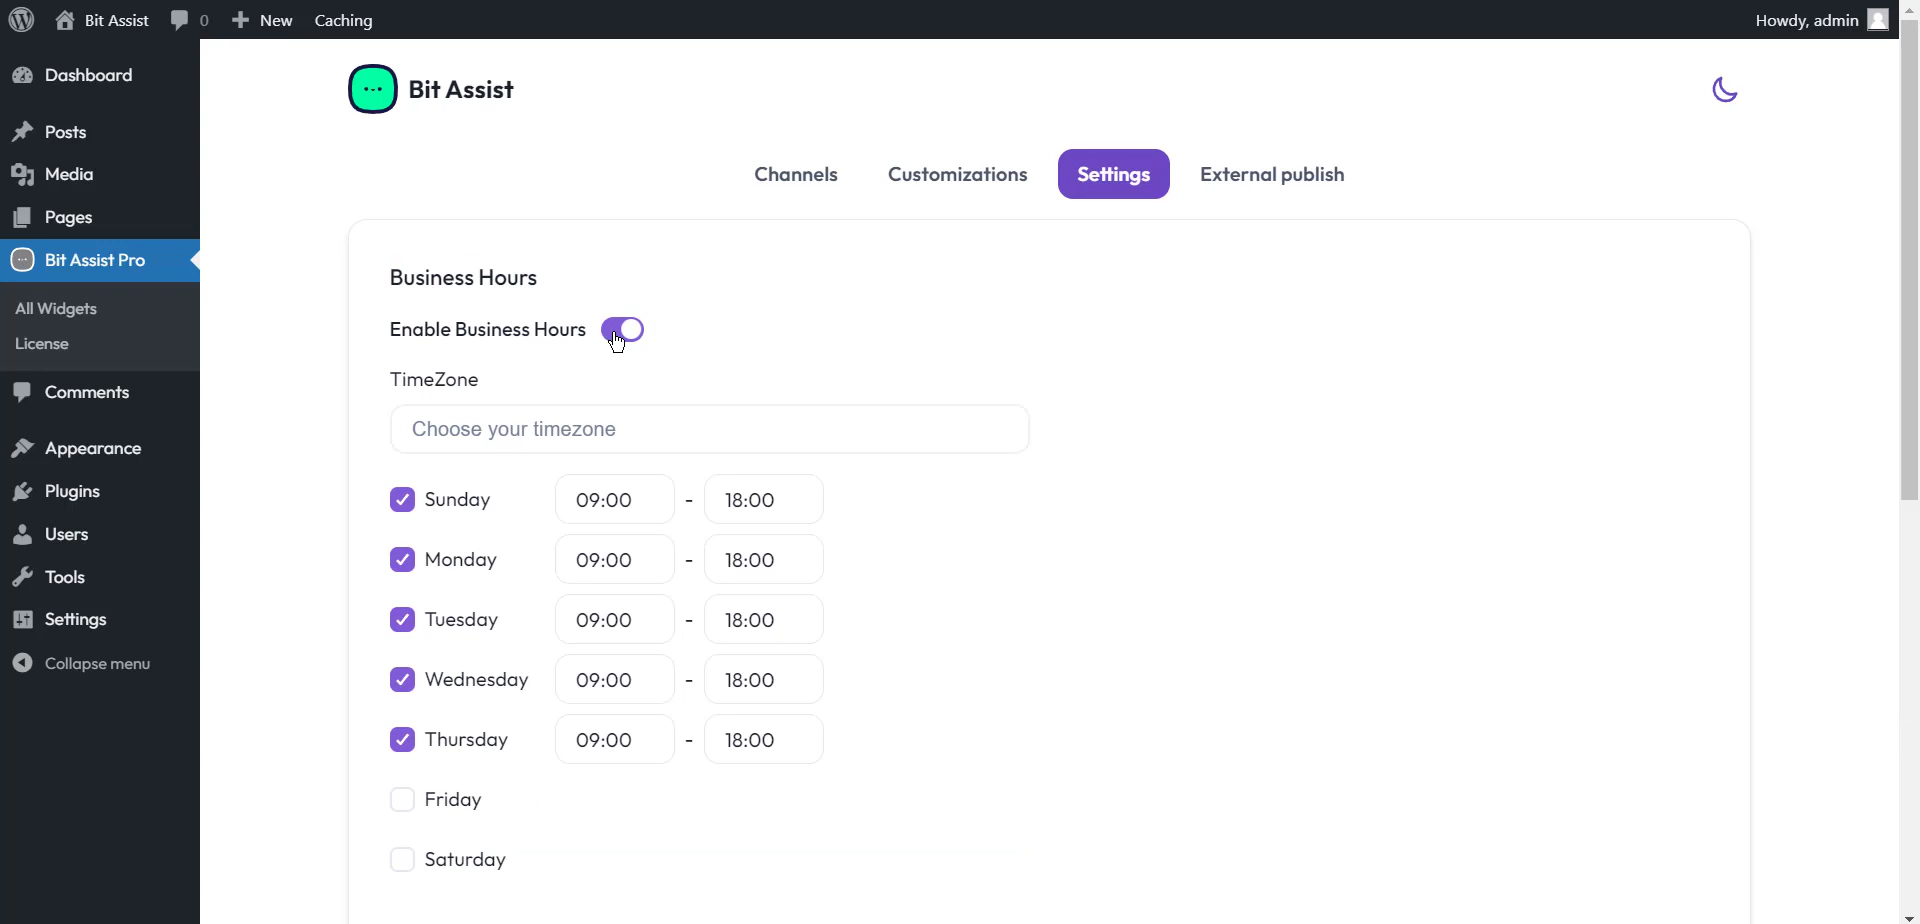 Bit Assist
0
New
Caching
Howdy, admin
Dashboard
Posts
Media
Pages
Bit Assist Pro
All Widgets
License
Comments
Appearance
Plugins
Users
Tools
Settings
Collapse menu
Bit Assist
Channels
Customizations
Settings
External publish
Business Hours
Enable Business Hours
TimeZone
Choose your timezone
Sunday 09:00 - 18:00
Monday 09:00 - 18:00
Tuesday 09:00 - 18:00
Wednesday 09:00 - 18:00
Thursday 09:00 - 18:00
Friday
Saturday